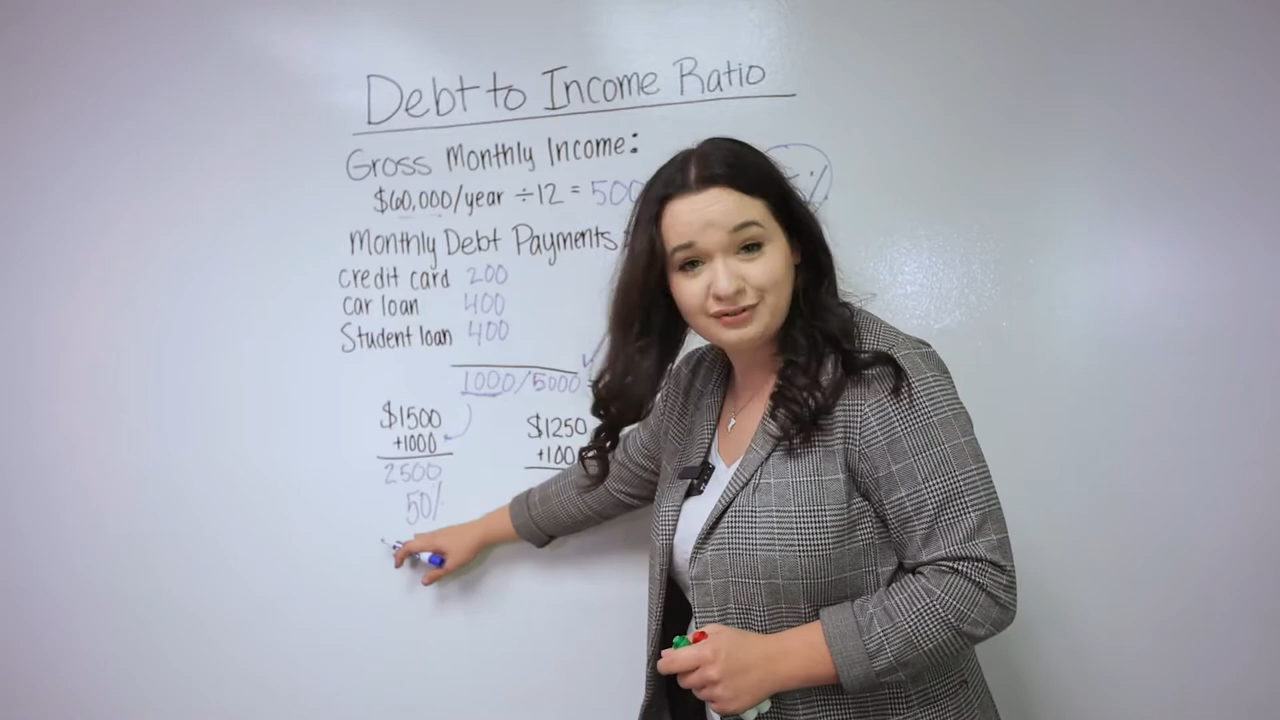 Debt to Income Ratio
Gross Monthly Income:
$60,000/year ÷12 = 500
Monthly Debt Payments
credit card 200
car loan 400
Student loan 400
1000/5000
$1500
+1000
2500
50%
$1250
+100